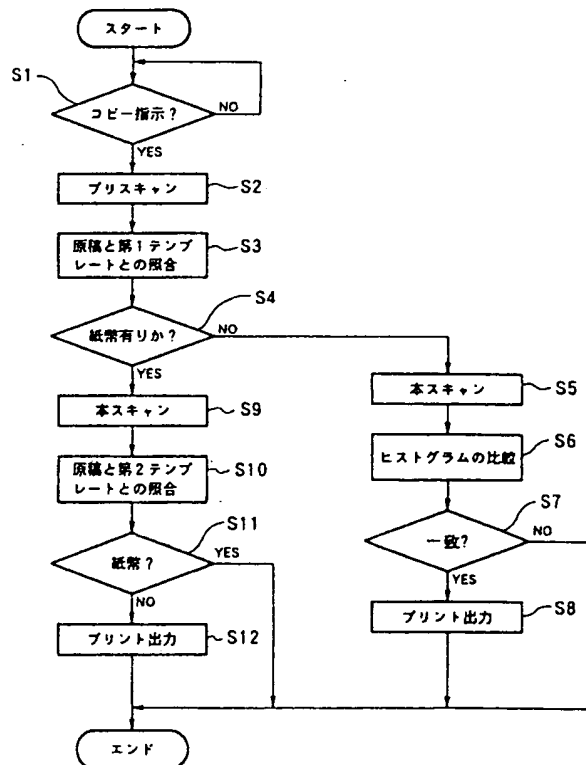 スタート
S1
コピー指示?
NO
YES
プリスキャン
S2
原稿と第1テンプ
レートとの照合
S3
S4
紙幣有りか?
NO
YES
本スキャン
S9
原稿と第2テンプ
レートとの照合
S10
S11
紙幣?
YES
NO
プリント出力
S12
本スキャン
S5
S6
ヒストグラムの比較
S7
一致?
NO
YES
プリント出力
S8
エンド